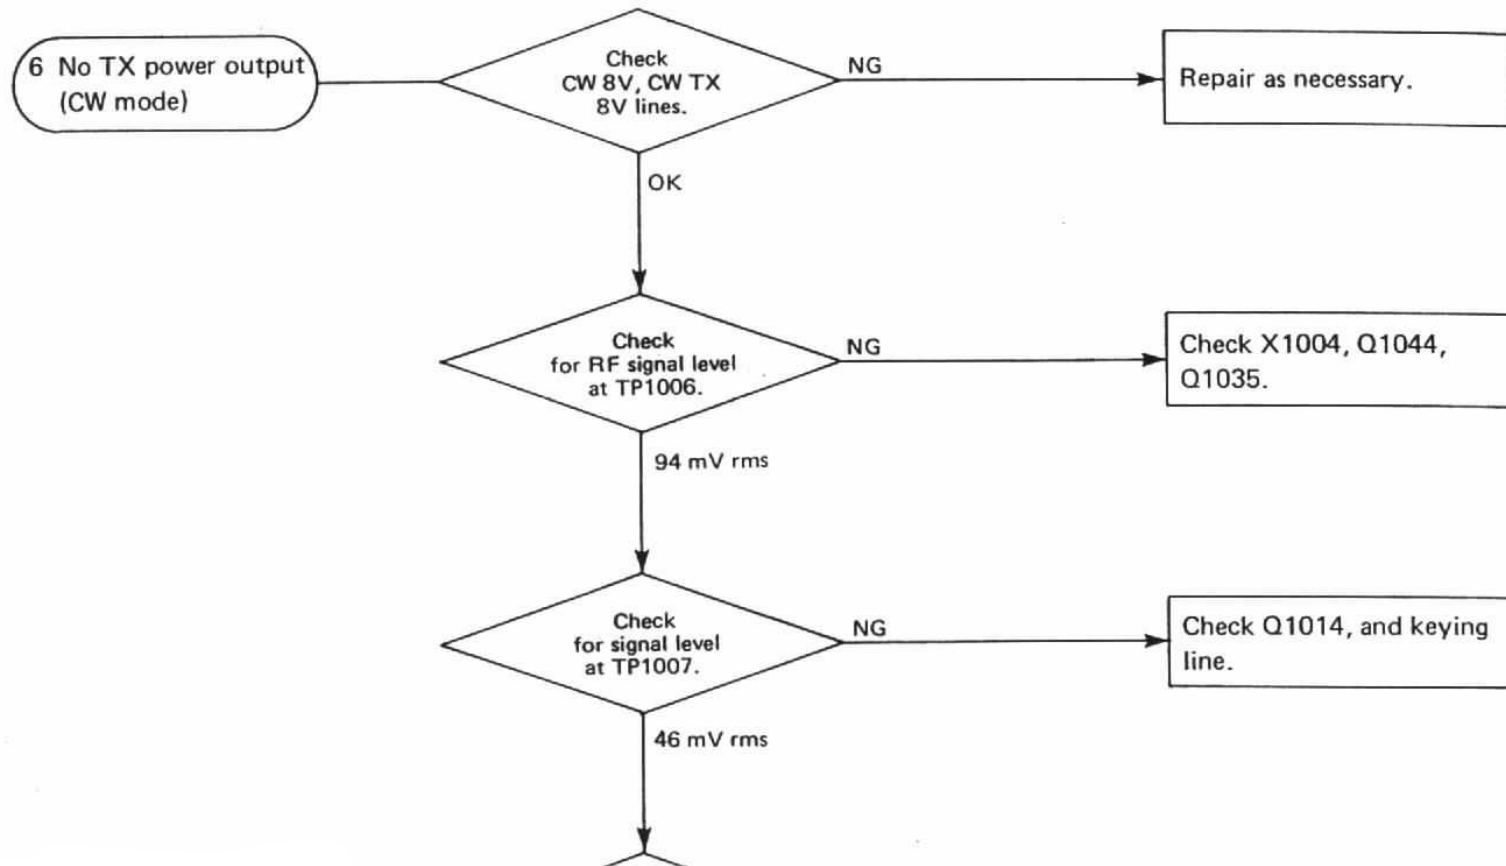 6 No TX power output
(CW mode)
Check
CW 8V, CW TX
8V lines.
NG
Repair as necessary.
OK
Check
for RF signal level
at TP1006.
NG
Check X1004, Q1044,
Q1035.
94 mV rms
Check
for signal level
at TP1007.
NG
Check Q1014, and keying
line.
46 mV rms